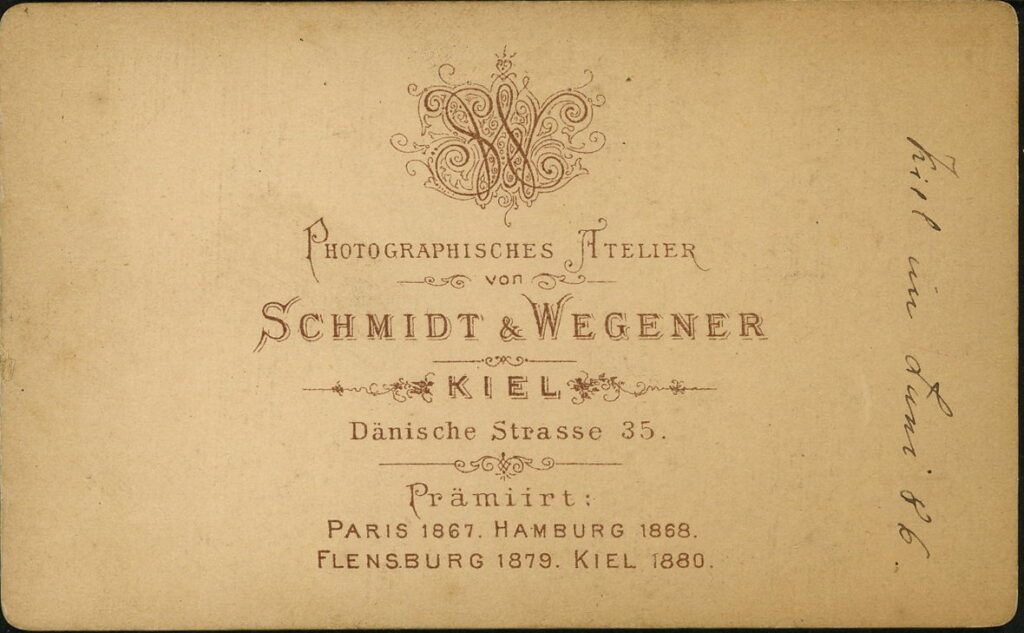 PHOTOGRAPHISCHES ATELIER
von
SCHMIDT & WEGENER
KIEL
Dänische Strasse 35.
Prämiirt:
PARIS 1867. HAMBURG 1868.
FLENSBURG 1879. KIEL 1880.
Kiel im Juni 86.